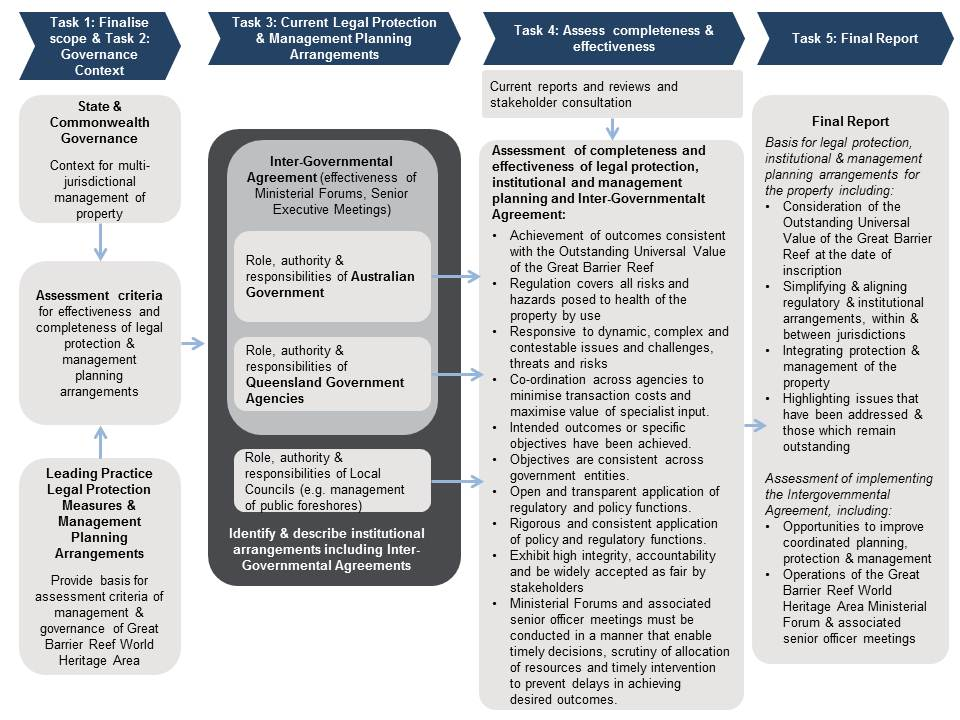 Task 1: Finalise
scope & Task 2:
Governance
Context
Task 3: Current Legal Protection
& Management Planning
Arrangements
Task 4: Assess completeness &
effectiveness
Task 5: Final Report
State &
Commonwealth
Governance
Context for multi-
jurisdictional
management of
property
Assessment criteria
for effectiveness and
completeness of legal
protection &
management
planning
arrangements
Leading Practice
Legal Protection
Measures &
Management
Planning
Arrangements
Provide basis for
assessment criteria of
management &
governance of Great
Barrier Reef World
Heritage Area
Inter-Governmental
Agreement (effectiveness of
Ministerial Forums, Senior
Executive Meetings)
Role, authority &
responsibilities of Australian
Government
Role, authority &
responsibilities of
Queensland Government
Agencies
Role, authority &
responsibilities of Local
Councils (e.g. management
of public foreshores)
Identify & describe institutional
arrangements including Inter-
Governmental Agreements
Current reports and reviews and
stakeholder consultation
Assessment of completeness and
effectiveness of legal protection,
institutional and management
planning and Inter-Governmentalt
Agreement:
• Achievement of outcomes consistent
with the Outstanding Universal Value
of the Great Barrier Reef
• Regulation covers all risks and
hazards posed to health of the
property by use
• Responsive to dynamic, complex and
contestable issues and challenges,
threats and risks
• Co-ordination across agencies to
minimise transaction costs and
maximise value of specialist input.
• Intended outcomes or specific
objectives have been achieved.
• Objectives are consistent across
government entities.
• Open and transparent application of
regulatory and policy functions.
• Rigorous and consistent application
of policy and regulatory functions.
• Exhibit high integrity, accountability
and be widely accepted as fair by
stakeholders
• Ministerial Forums and associated
senior officer meetings must be
conducted in a manner that enable
timely decisions, scrutiny of allocation
of resources and timely intervention
to prevent delays in achieving
desired outcomes.
Final Report
Basis for legal protection,
institutional & management
planning arrangements for
the property including:
• Consideration of the
Outstanding Universal
Value of the Great Barrier
Reef at the date of
inscription
• Simplifying & aligning
regulatory & institutional
arrangements, within &
between jurisdictions
• Integrating protection &
management of the
property
• Highlighting issues that
have been addressed &
those which remain
outstanding
Assessment of implementing
the Intergovernmental
Agreement, including:
• Opportunities to improve
coordinated planning,
protection & management
• Operations of the Great
Barrier Reef World
Heritage Area Ministerial
Forum & associated
senior officer meetings